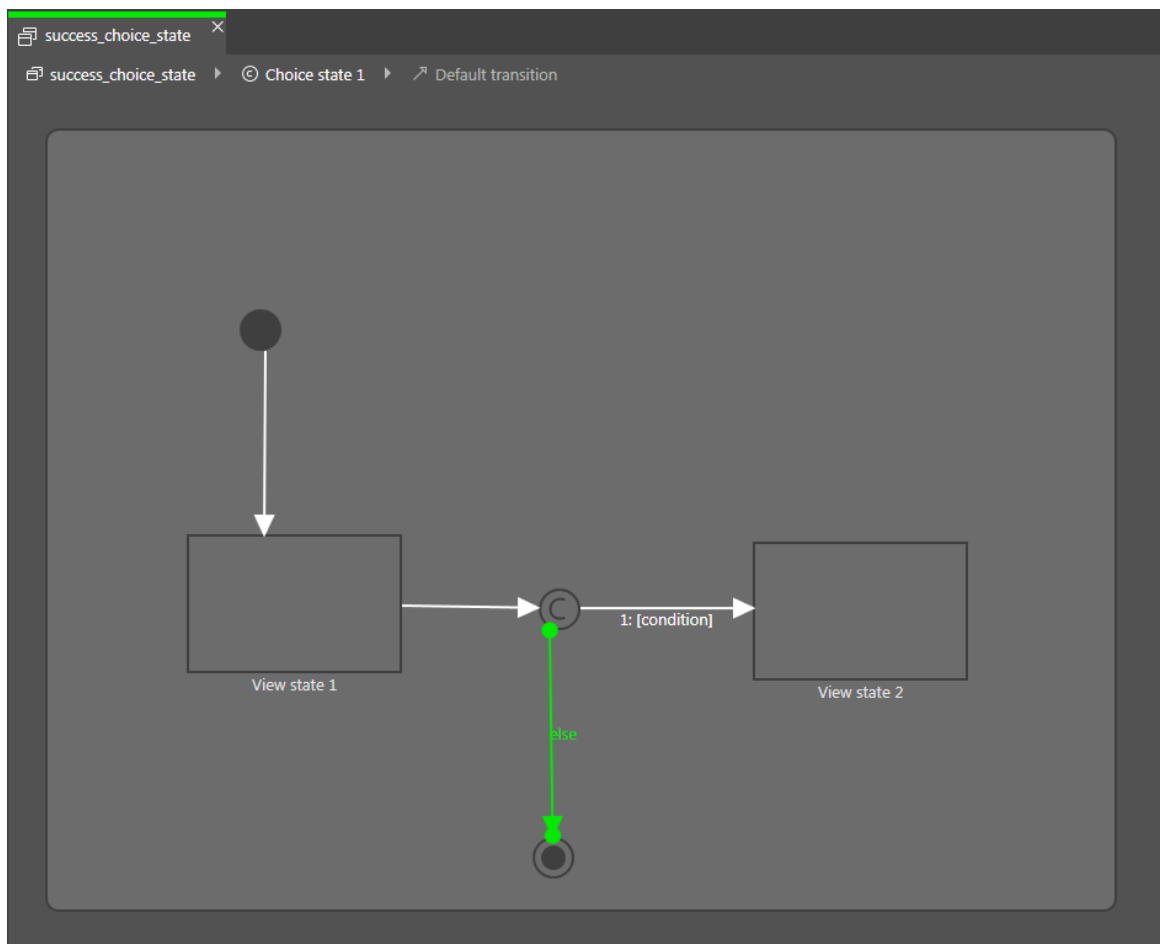 success_choice_state
success_choice_state Choice state 1 Default transition
1: [condition]
View state 1
View state 2
else